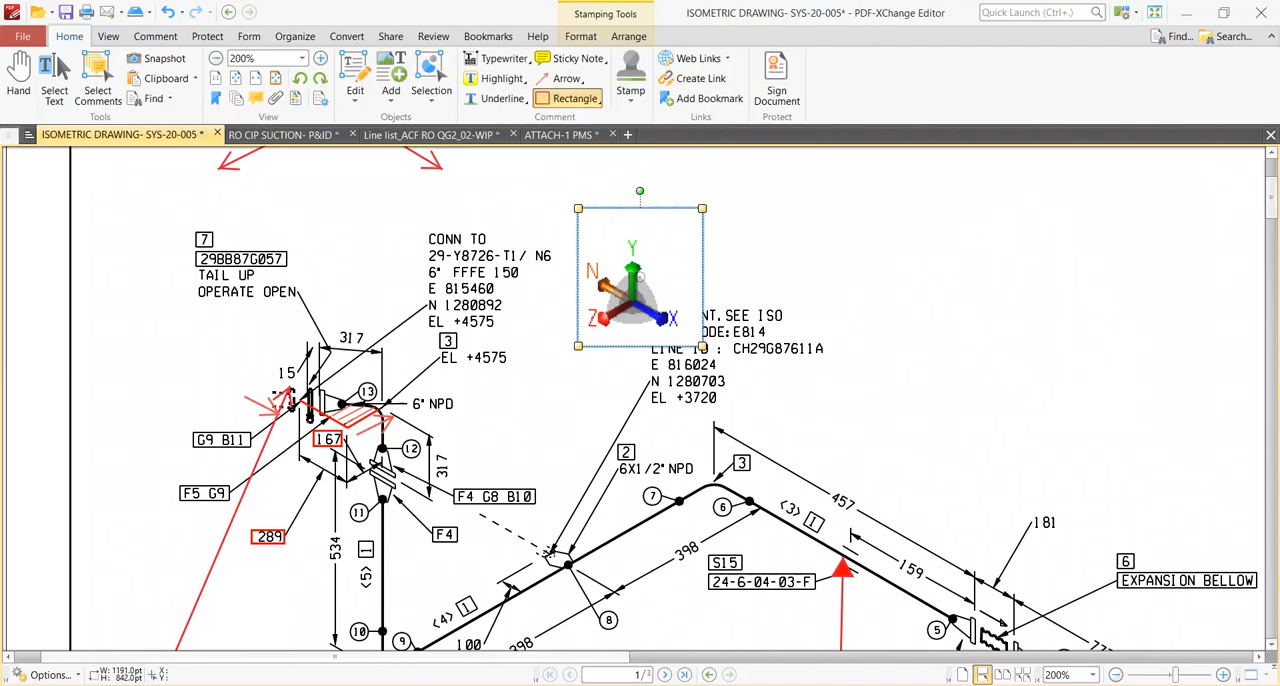 ISOMETRIC DRAWING- SYS-20-005* - PDF-XChange Editor
Stamping Tools
Quick Launch (Ctrl+.)
File Home View Comment Protect Form Organize Convert Share Review Bookmarks Help Format Arrange Find... Search...
Hand
Select Text
Select Comments
Snapshot
Clipboard
Find
Tools
200%
View
Edit
Add
Selection
Objects
Typewriter
Highlight
Underline
Sticky Note
Arrow
Rectangle
Comment
Stamp
Web Links
Create Link
Add Bookmark
Links
Sign Document
Protect
ISOMETRIC DRAWING- SYS-20-005 * RO CIP SUCTION- P&ID * Line list_ACF RO QG2_02-WIP * ATTACH-1 PMS *
7
29BB87G057
TAIL UP
OPERATE OPEN
CONN TO
29-Y8726-T1/ N6
6" FFFE 150
E 815460
N 1280892
EL +4575
3
EL +4575
Y
N
Z
X
NT.SEE ISO
ODE:E814
LINE ID : CH29G87611A
E 816024
N 1280703
EL +3720
317
15
13
6" NPD
G9 B11
167
12
317
F5 G9
F4 G8 B10
11
F4
289
534
<5> 1
10
9
<4> 1
100
398
8
2
6X1/2" NPD
7
398
3
6
<3> 1
457
181
159
S15
24-6-04-03-F
5
6
EXPANSION BELLOW
Options...
W: 1191.0pt
H: 842.0pt
X:
Y:
1/3
200%